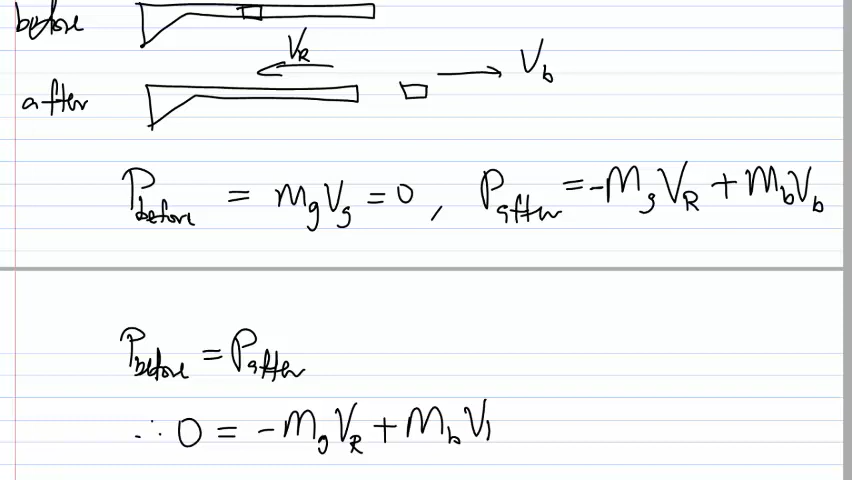 before
V_R
after
V_b
P_before = m_g V_g = 0 , P_after = -m_g V_R + m_b V_b
P_before = P_after
∴ 0 = -m_g V_R + m_b V